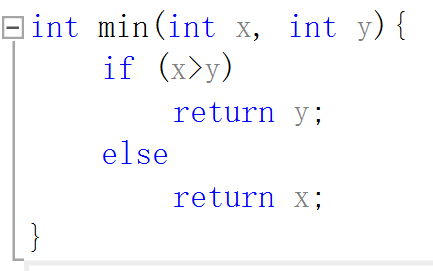 int min(int x, int y){
if (x>y)
return y;
else
return x;
}